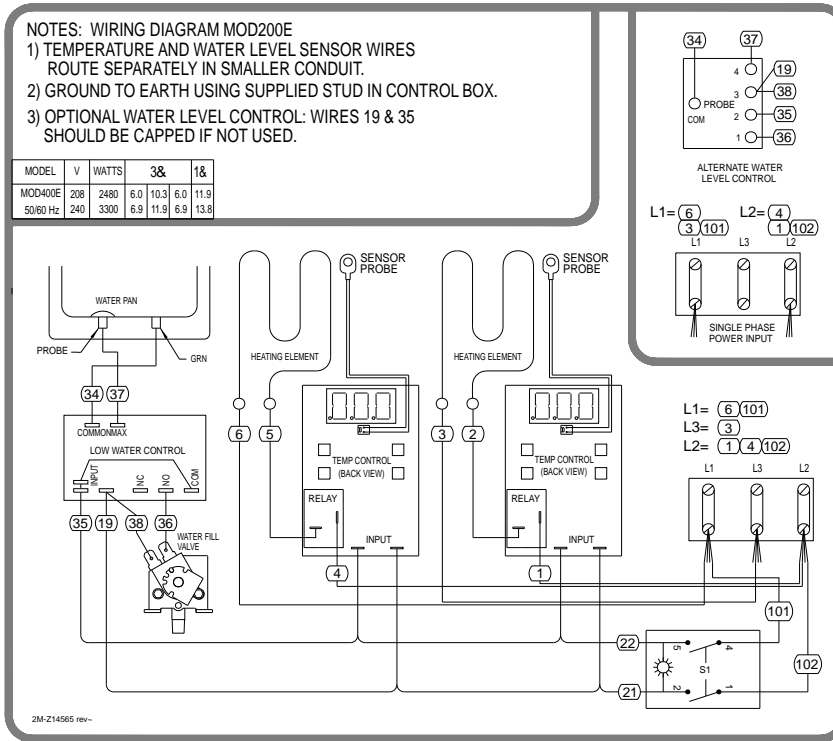 NOTES: WIRING DIAGRAM MOD200E
1) TEMPERATURE AND WATER LEVEL SENSOR WIRES
ROUTE SEPARATELY IN SMALLER CONDUIT.
2) GROUND TO EARTH USING SUPPLIED STUD IN CONTROL BOX.
3) OPTIONAL WATER LEVEL CONTROL: WIRES 19 & 35
SHOULD BE CAPPED IF NOT USED.
MODEL V WATTS 3& 1&
MOD400E 208 2480 6.0 10.3 6.0 11.9
50/60 Hz 240 3300 6.9 11.9 6.9 13.8
34 37
4 19
3 38
PROBE
COM 2 35
1 36
ALTERNATE WATER
LEVEL CONTROL
L1= 6 L2= 4
3 101 1 102
L1 L3 L2
SINGLE PHASE
POWER INPUT
SENSOR
PROBE
SENSOR
PROBE
WATER PAN
PROBE
GRN
HEATING ELEMENT
HEATING ELEMENT
34 37
6 5 3 2
COMMON MAX
LOW WATER CONTROL
INPUT NC NO COM
TEMP CONTROL
(BACK VIEW)
RELAY
INPUT
TEMP CONTROL
(BACK VIEW)
RELAY
INPUT
L1= 6 101
L3= 3
L2= 1 4 102
L1 L3 L2
35 19 38 36
WATER FILL
VALVE
4 1
101
22
5 4
S1
102
21
2 1
2M-Z14565 rev~